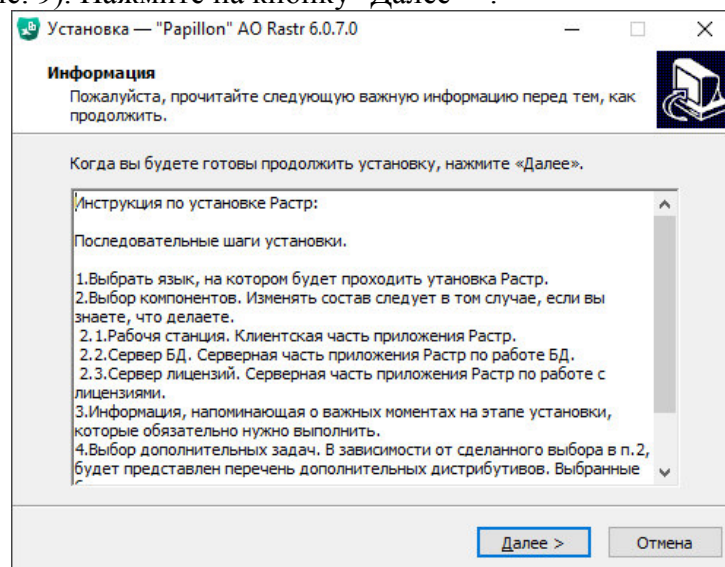 с. 9). Нажмите на кнопку "Далее
Установка — "Papillon" AO Rastr 6.0.7.0
Информация
Пожалуйста, прочитайте следующую важную информацию перед тем, как
продолжить.
Когда вы будете готовы продолжить установку, нажмите «Далее».
Инструкция по установке Растр:
Последовательные шаги установки.
1.Выбрать язык, на котором будет проходить утановка Растр.
2.Выбор компонентов. Изменять состав следует в том случае, если вы
знаете, что делаете.
2.1.Рабочя станция. Клиентская часть приложения Растр.
2.2.Сервер БД. Серверная часть приложения Растр по работе БД.
2.3.Сервер лицензий. Серверная часть приложения Растр по работе с
лицензиями.
3.Информация, напоминающая о важных моментах на этапе установки,
которые обязательно нужно выполнить.
4.Выбор дополнительных задач. В зависимости от сделанного выбора в п.2,
будет представлен перечень дополнительных дистрибутивов. Выбранные
Далее >
Отмена